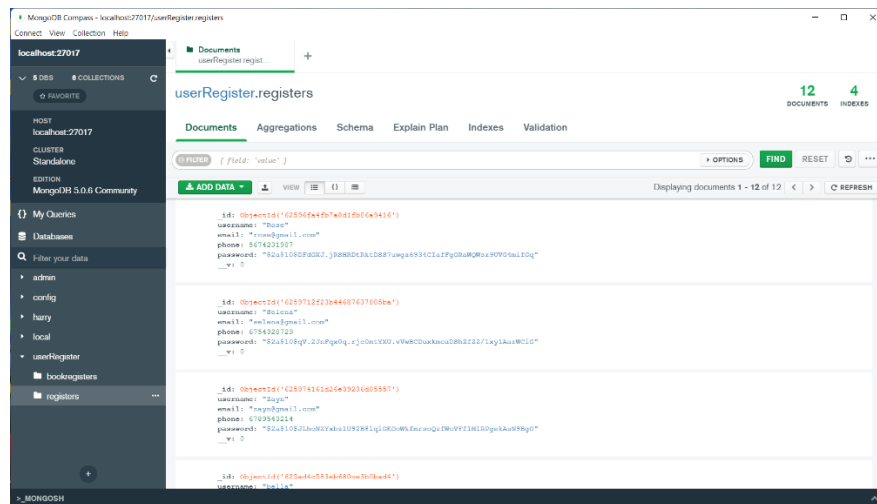 MongoDB Compass - localhost:27017/userRegister.registers
Connect View Collection Help
localhost:27017
Documents
userRegister.regist...
5 DBS 6 COLLECTIONS
FAVORITE
HOST
localhost:27017
CLUSTER
Standalone
EDITION
MongoDB 5.0.6 Community
My Queries
Databases
Filter your data
admin
config
harry
local
userRegister
bookregisters
registers
>_MONGOSH
userRegister.registers
12
DOCUMENTS
4
INDEXES
Documents Aggregations Schema Explain Plan Indexes Validation
FILTER { field: 'value' }
OPTIONS FIND RESET
ADD DATA VIEW Displaying documents 1 - 12 of 12 REFRESH
_id: 
username: "Rose"
email: "rose@gmail.com"
phone: 5674231907
password: 
__v: 0
_id: 
username: "Selena"
email: "selena@gmail.com"
phone: 6754320729
password: 
__v: 0
_id: 
username: "Zayn"
email: "zayn@gmail.com"
phone: 6789543214
password: 
__v: 0
_id: 
username: "bella"